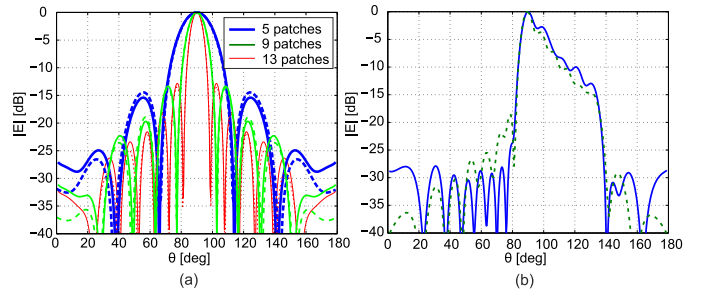 |E| [dB]
0
−5
−10
−15
−20
−25
−30
−35
−40
0 20 40 60 80 100 120 140 160 180
θ [deg]
5 patches
9 patches
13 patches
(a)
|E| [dB]
0
−5
−10
−15
−20
−25
−30
−35
−40
0 20 40 60 80 100 120 140 160 180
θ [deg]
(b)